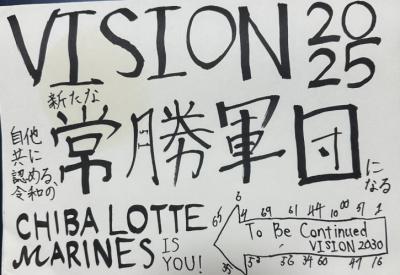 VISION 2025
新たな
自他
共に
認める、
令和の
常勝軍団
になる
CHIBA LOTTE
MARINES
IS
YOU!
To Be Continued
VISION 2030